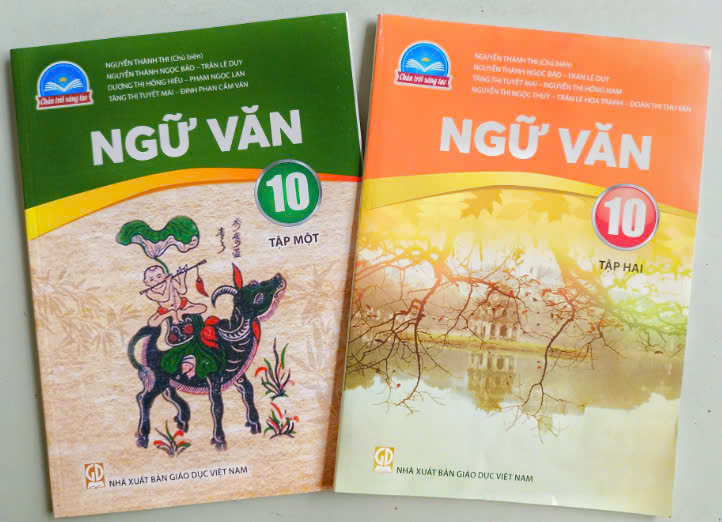 Chân trời sáng tạo
NGUYỄN THÀNH THI (Chủ biên)
NGUYỄN THÀNH NGỌC BẢO – TRẦN LÊ DUY
DƯƠNG THỊ HỒNG HIẾU – PHẠM NGỌC LAN
TĂNG THỊ TUYẾT MAI – ĐINH PHAN CẨM VÂN
NGỮ VĂN
10
TẬP MỘT
GD
NHÀ XUẤT BẢN GIÁO DỤC VIỆT NAM
Chân trời sáng tạo
NGUYỄN THÀNH THI (Chủ biên)
NGUYỄN THÀNH NGỌC BẢO – TRẦN LÊ DUY
TĂNG THỊ TUYẾT MAI – NGUYỄN THỊ HỒNG NAM
NGUYỄN THỊ NGỌC THUÝ – TRẦN LÊ HOA TRANH – ĐOÀN THỊ THU VÂN
NGỮ VĂN
10
TẬP HAI
GD
NHÀ XUẤT BẢN GIÁO DỤC VIỆT NAM